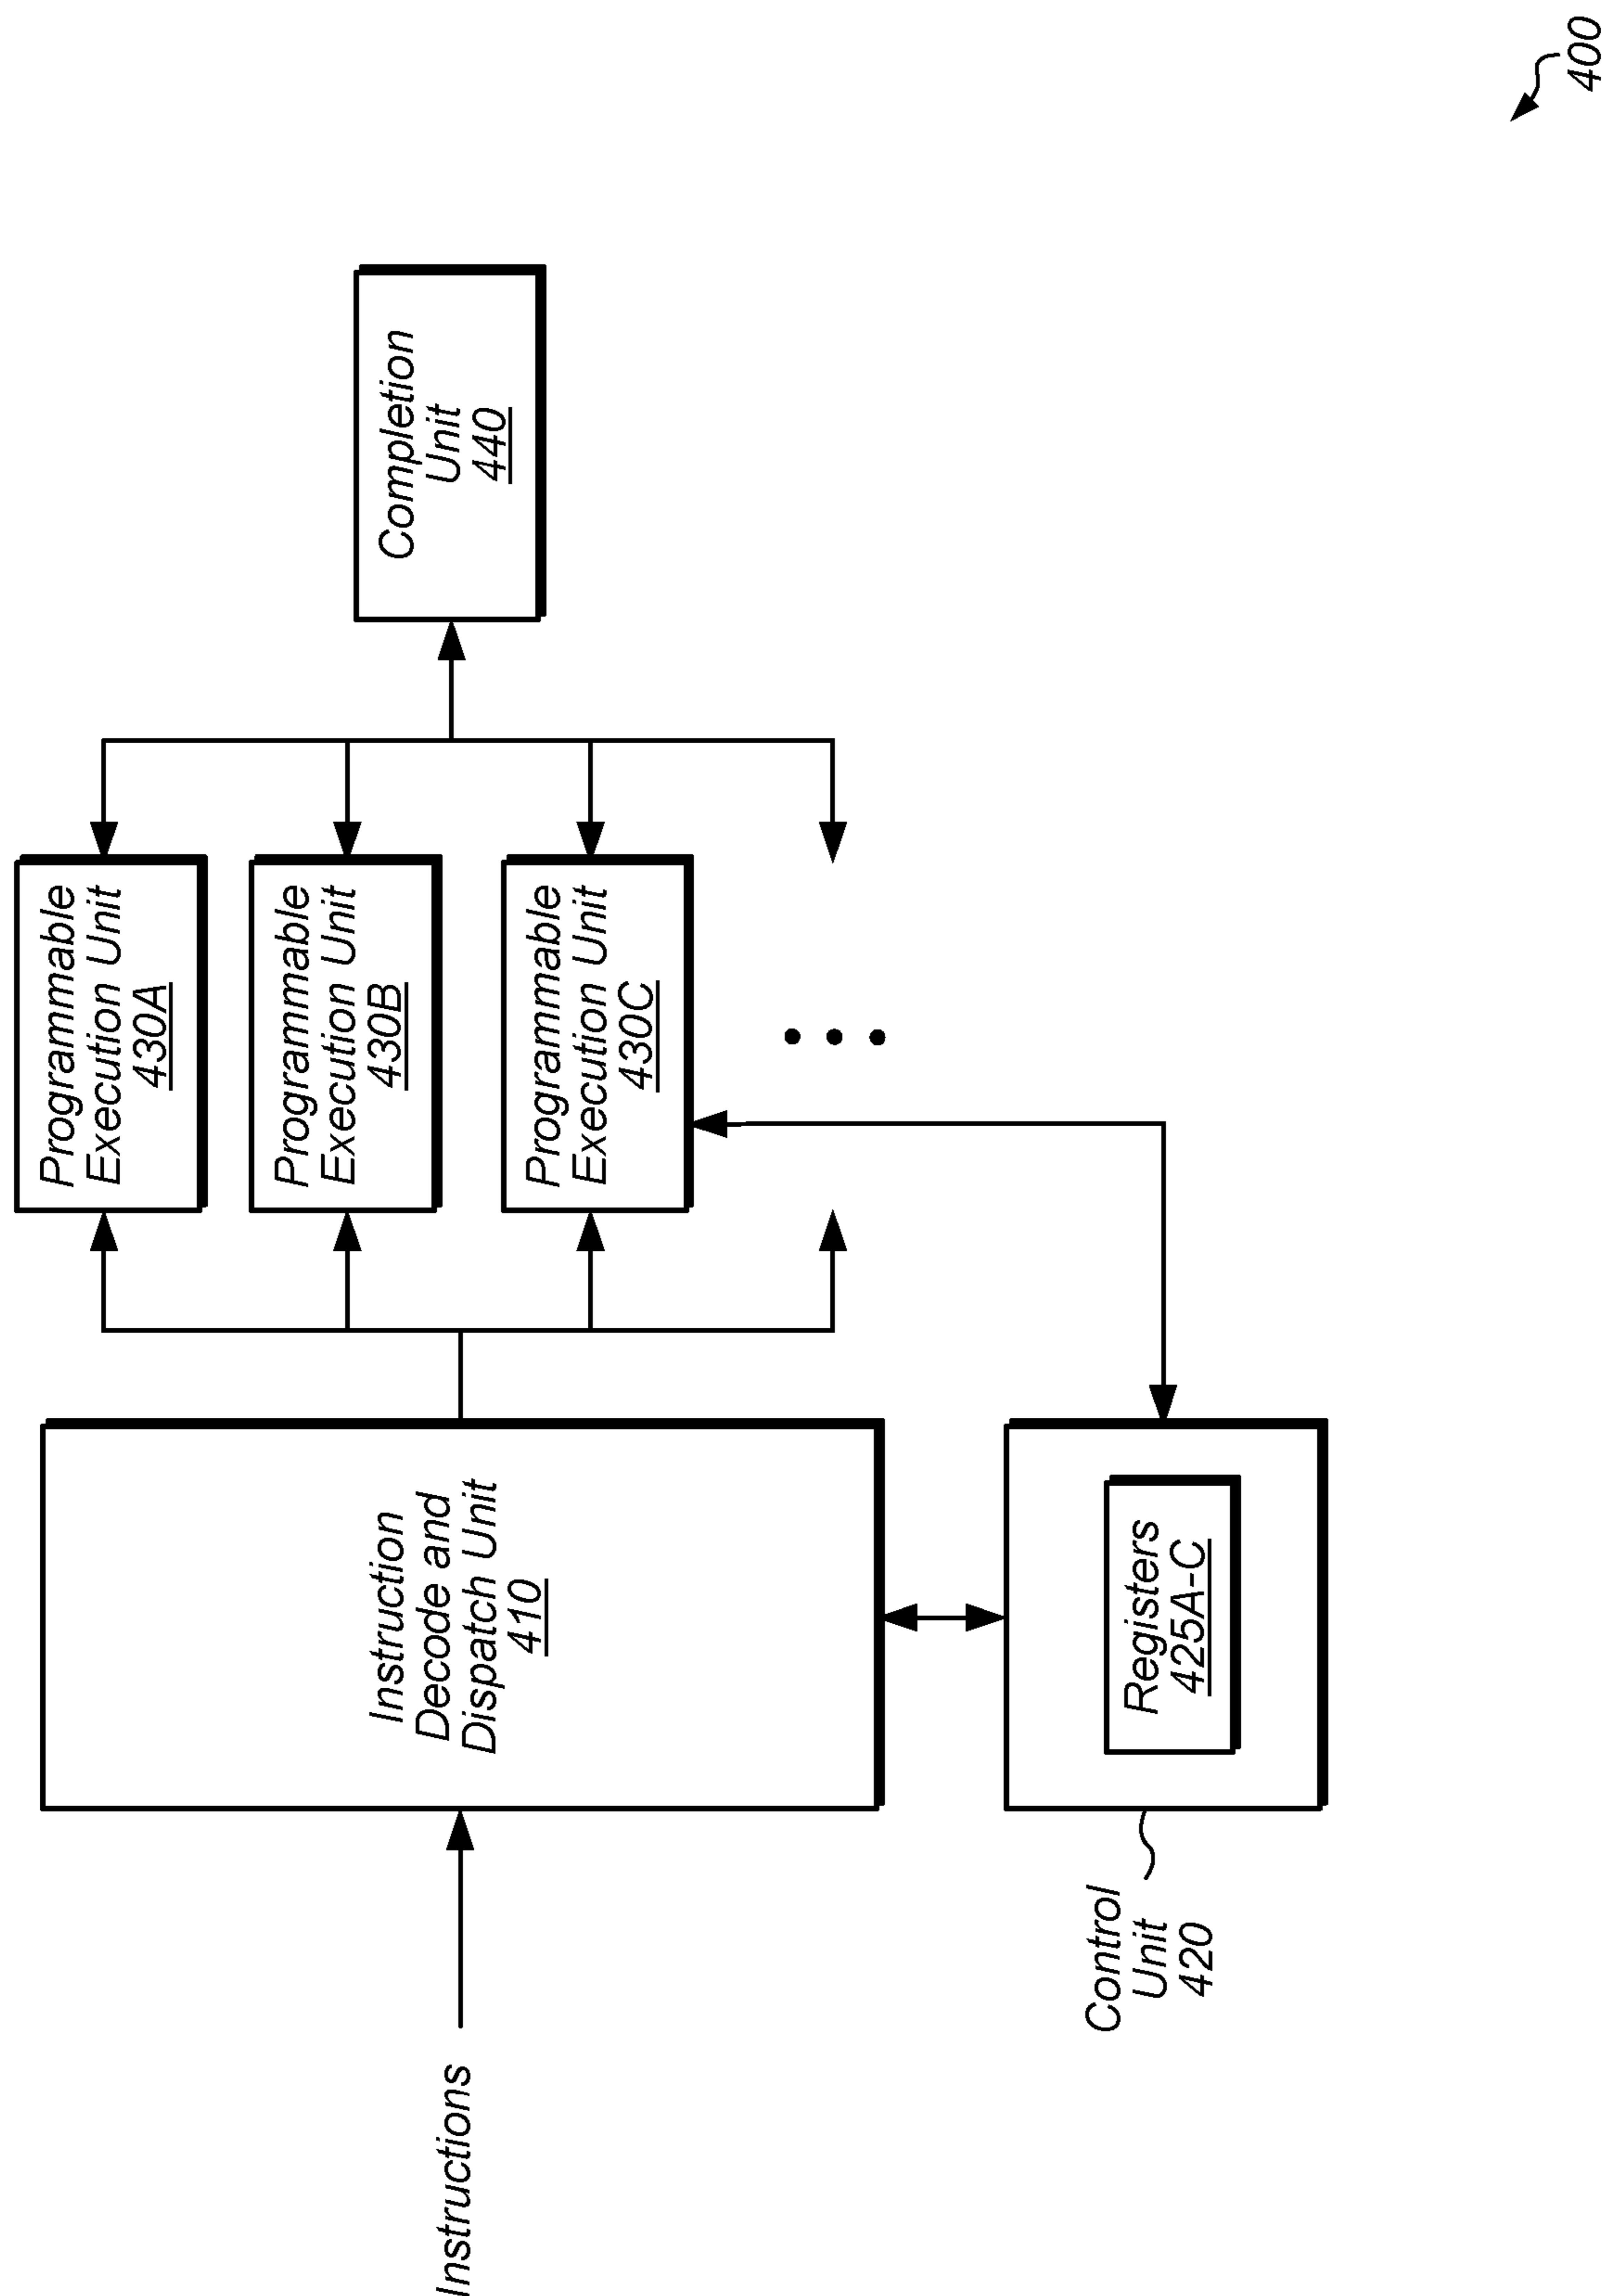 Instructions
Instruction
Decode and
Dispatch Unit
410
Control
Unit
420
Registers
425A-C
Programmable
Execution Unit
430A
Programmable
Execution Unit
430B
Programmable
Execution Unit
430C
Completion
Unit
440
400